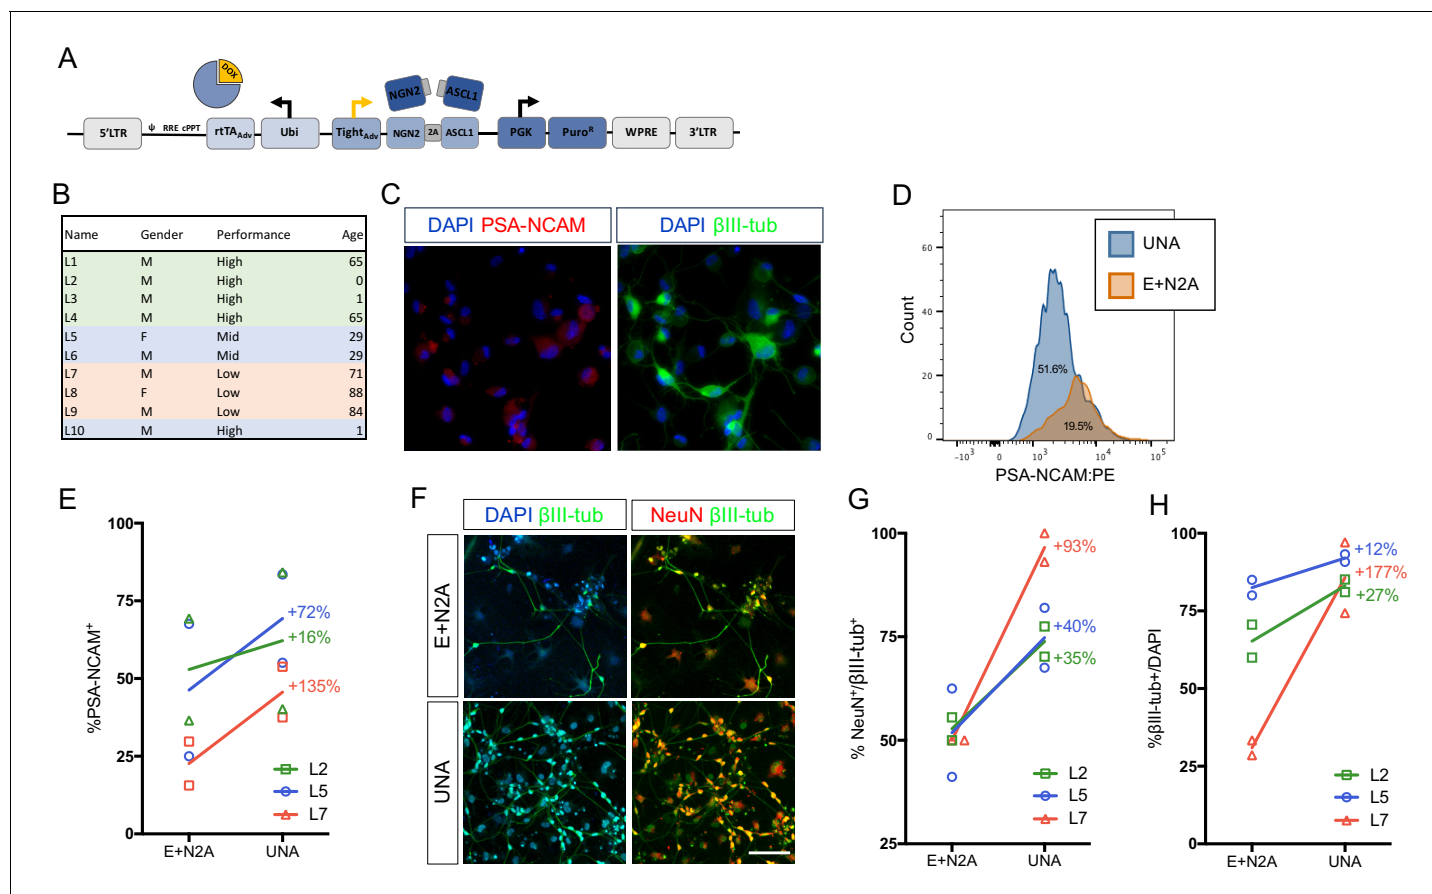 A
DOX
NGN2 ASCL1
5'LTR ψ RRE cPPT rtTAAdv Ubi TightAdv NGN2 2A ASCL1 PGK PuroR WPRE 3'LTR
B
Name Gender Performance Age
L1 M High 65
L2 M High 0
L3 M High 1
L4 M High 65
L5 F Mid 29
L6 M Mid 29
L7 M Low 71
L8 F Low 88
L9 M Low 84
L10 M High 1
C
DAPI PSA-NCAM
DAPI βIII-tub
D
Count
60
40
20
0
-10³ 0 10³ 10⁴ 10⁵
PSA-NCAM:PE
51.6%
19.5%
UNA
E+N2A
E
%PSA-NCAM⁺
100
75
50
25
0
+72%
+16%
+135%
L2
L5
L7
E+N2A UNA
F
DAPI βIII-tub
NeuN βIII-tub
E+N2A
UNA
G
% NeuN⁺/βIII-tub⁺
100
75
50
25
+93%
+40%
+35%
L2
L5
L7
E+N2A UNA
H
%βIII-tub+/DAPI
100
75
50
25
0
+12%
+177%
+27%
L2
L5
L7
E+N2A UNA